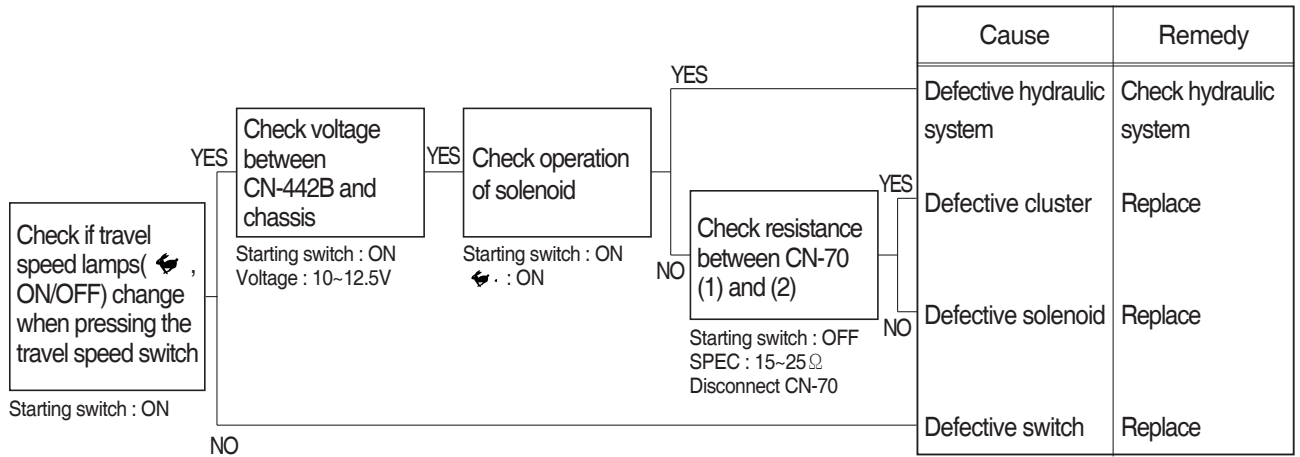 Check if travel
speed lamps( ,
ON/OFF) change
when pressing the
travel speed switch
Starting switch : ON
YES
NO
Check voltage
between
CN-442B and
chassis
Starting switch : ON
Voltage : 10~12.5V
YES
Check operation
of solenoid
Starting switch : ON
: ON
YES
NO
Check resistance
between CN-70
(1) and (2)
Starting switch : OFF
SPEC : 15~25Ω
Disconnect CN-70
YES
NO
Cause Remedy
Defective hydraulic Check hydraulic
system system
Defective cluster Replace
Defective solenoid Replace
Defective switch Replace